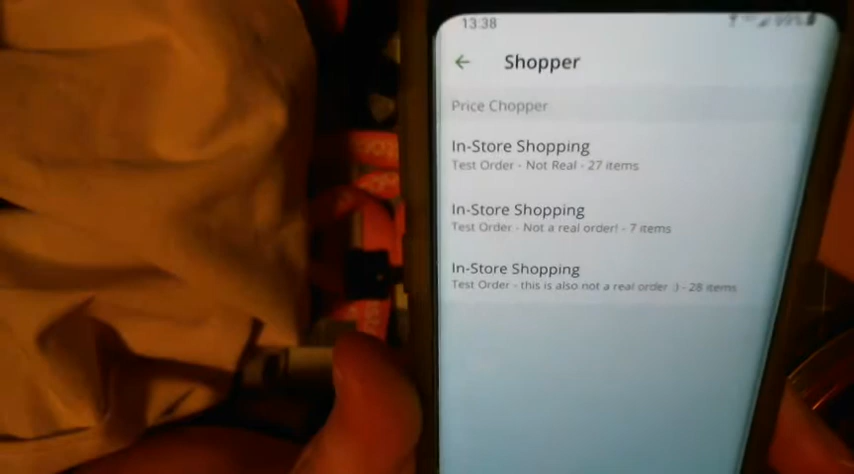 13:38
99%
Shopper
Price Chopper
In-Store Shopping
Test Order - Not Real - 27 items
In-Store Shopping
Test Order - Not a real order! - 7 items
In-Store Shopping
Test Order - this is also not a real order :) - 28 items